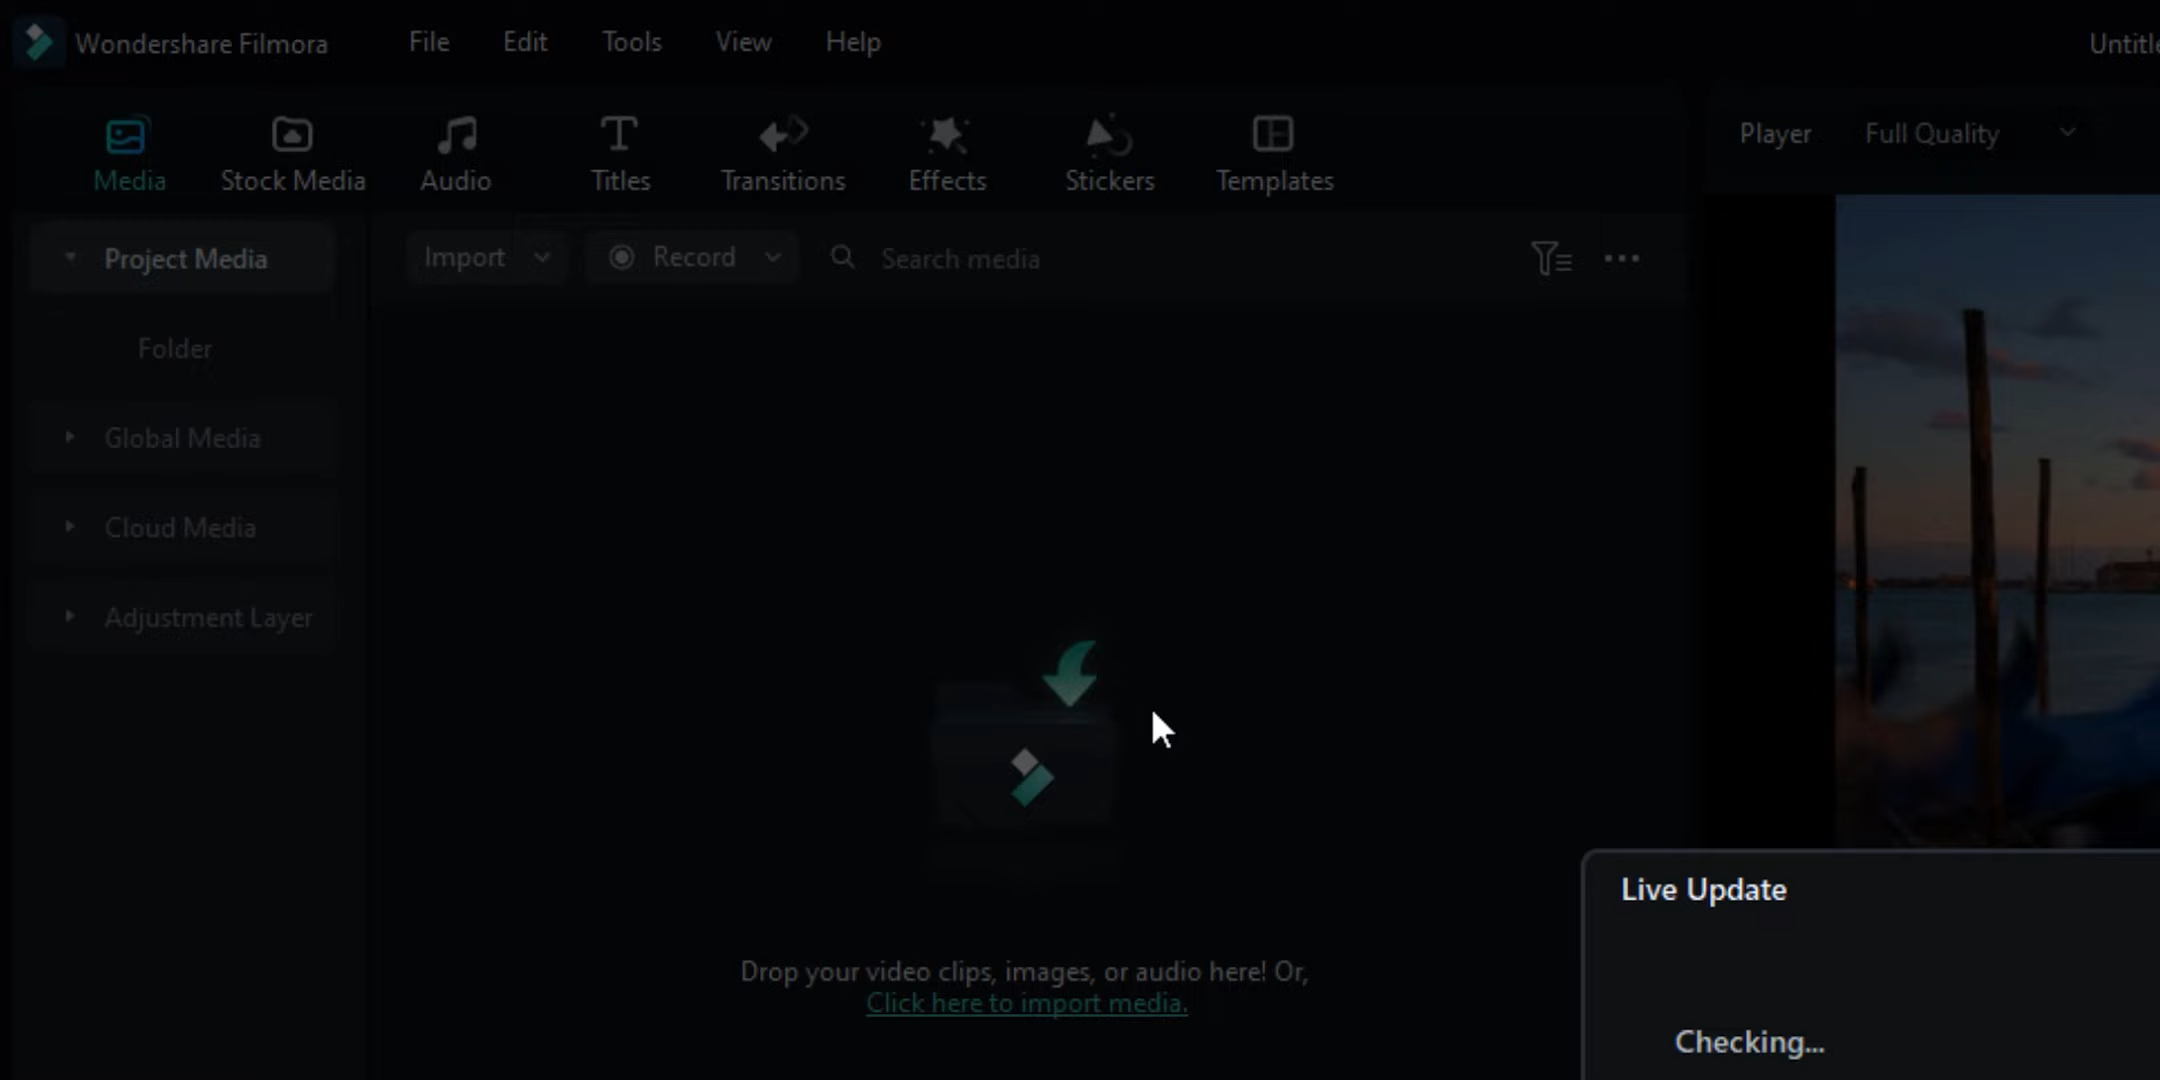 Wondershare Filmora
File Edit Tools View Help
Untitle
Media Stock Media Audio Titles Transitions Effects Stickers Templates
Player Full Quality
Project Media
Import Record Search media
Folder
Global Media
Cloud Media
Adjustment Layer
Drop your video clips, images, or audio here! Or,
Click here to import media.
Live Update
Checking...